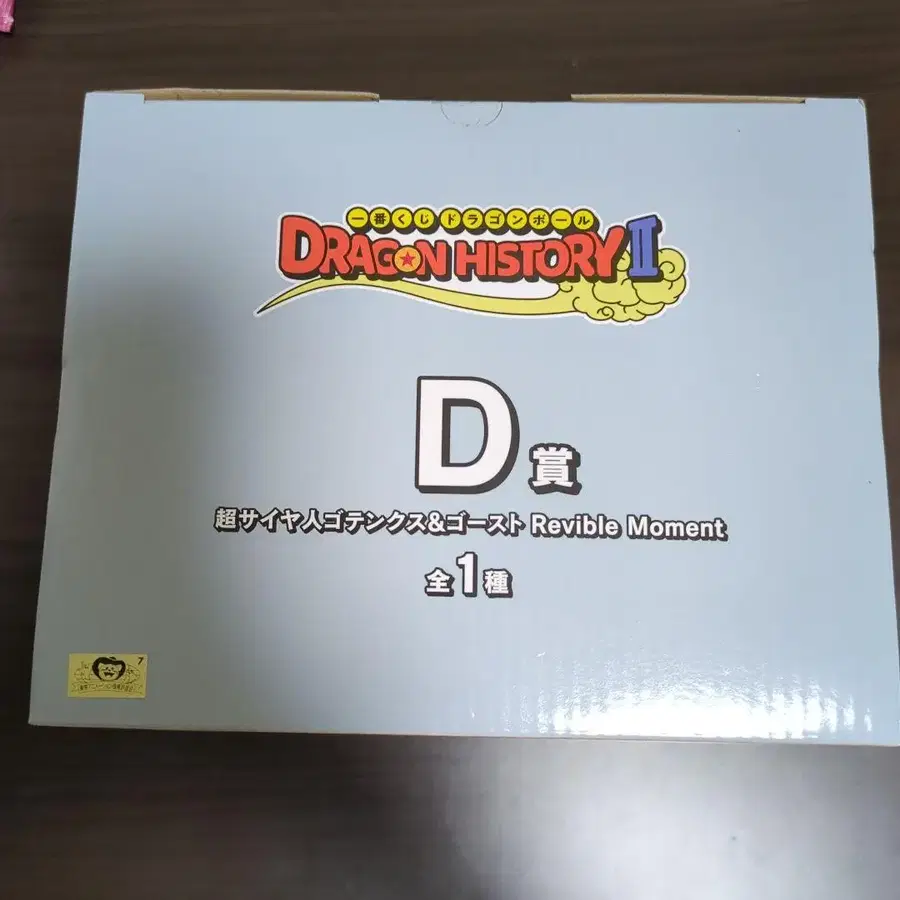 一番くじ ドラゴンボール
DRAGON HISTORY II
D賞
超サイヤ人ゴテンクス&ゴースト Revible Moment
全1種
7